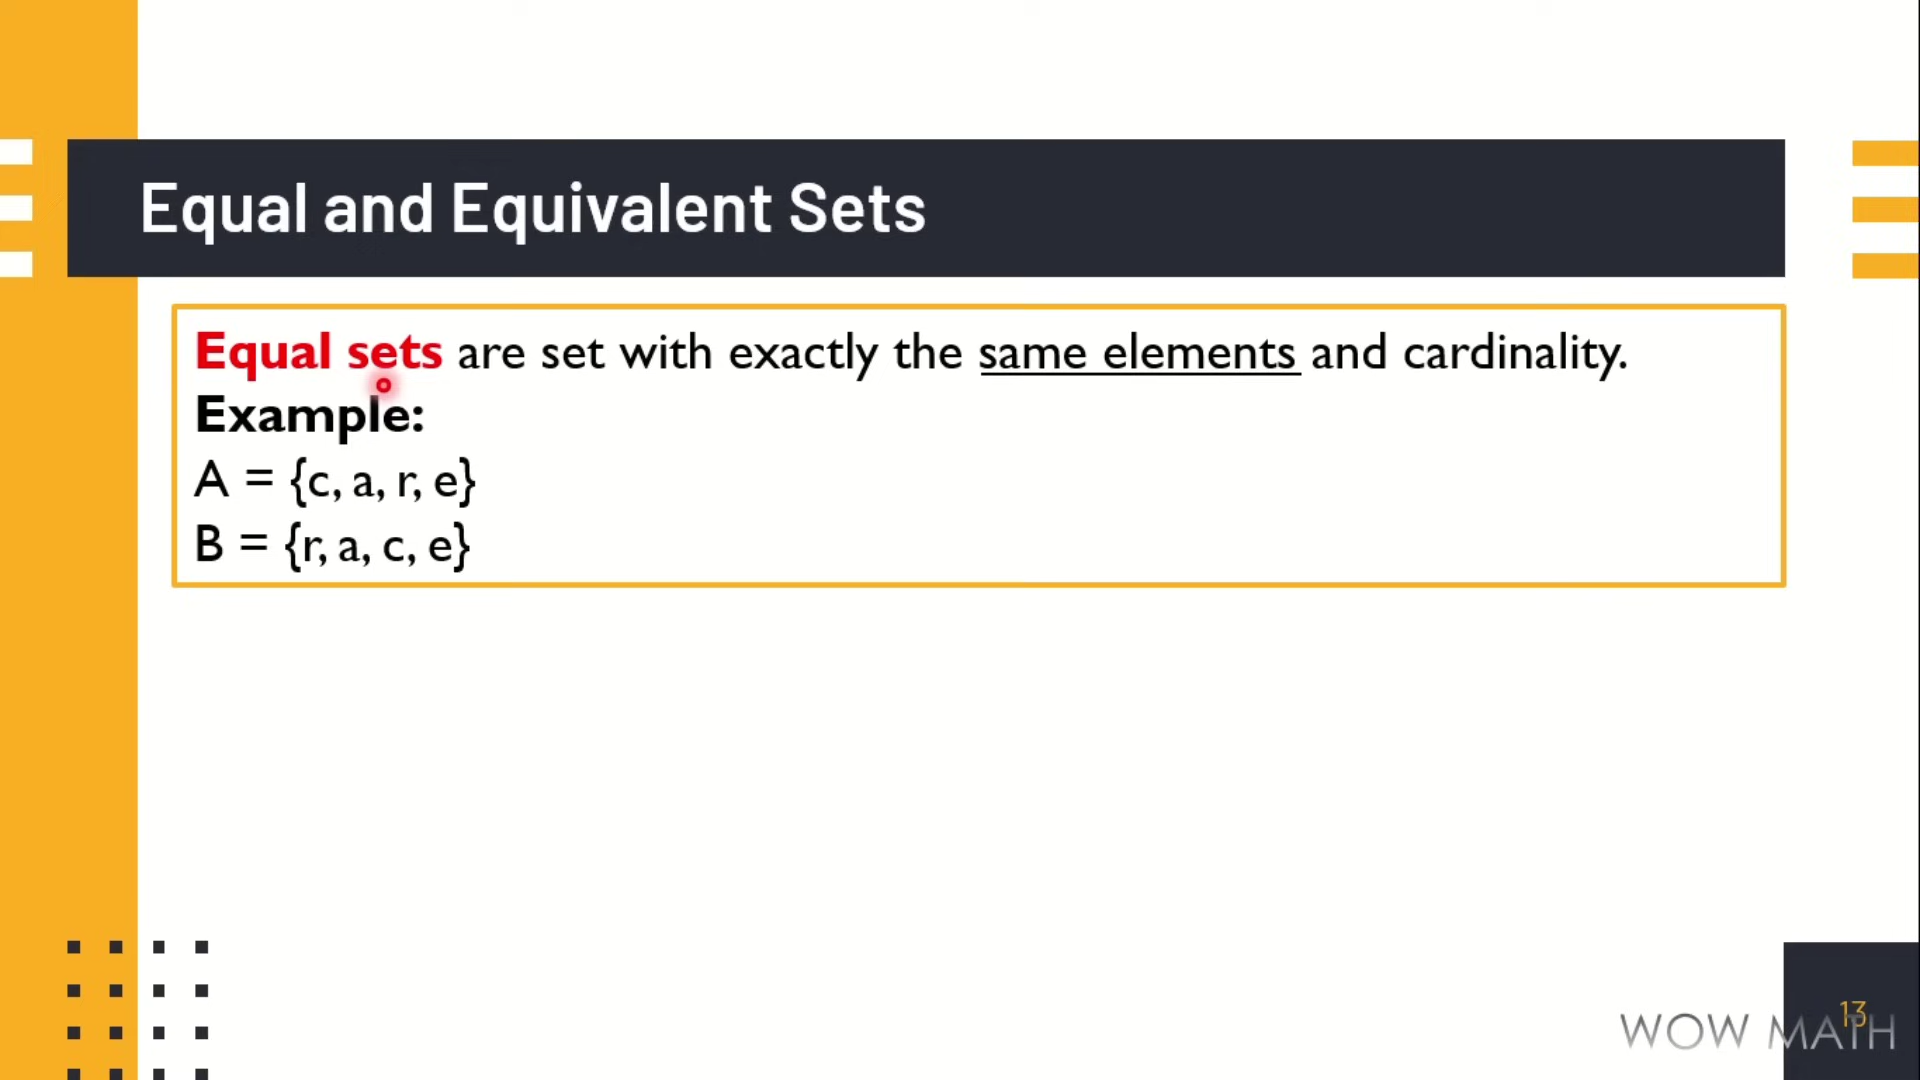 Equal and Equivalent Sets
Equal sets are set with exactly the same elements and cardinality.
Example:
A = {c, a, r, e}
B = {r, a, c, e}
13
WOW MATH